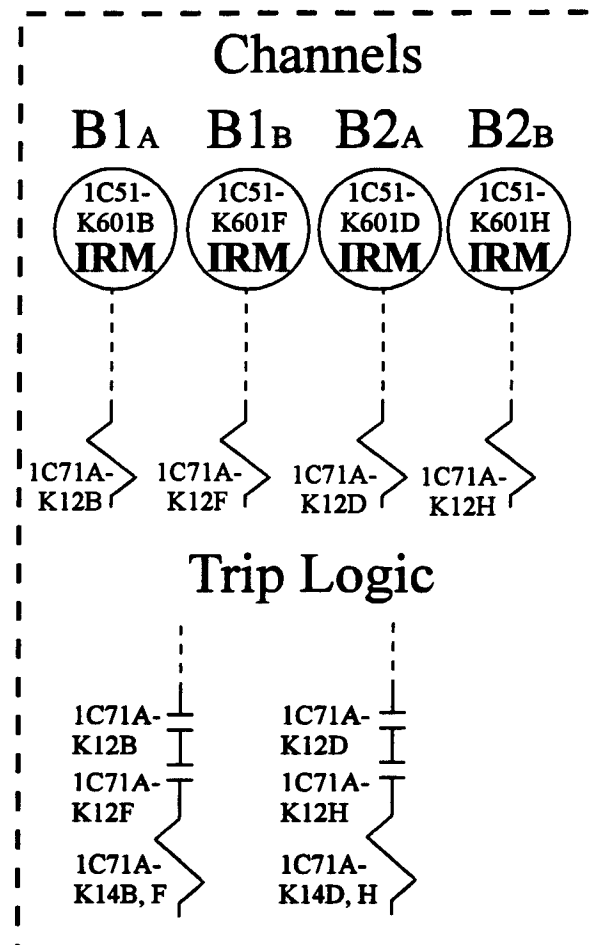 Channels
B1A B1B B2A B2B
1C51- 1C51- 1C51- 1C51-
K601B K601F K601D K601H
IRM IRM IRM IRM
1C71A- 1C71A- 1C71A- 1C71A-
K12B K12F K12D K12H
Trip Logic
1C71A- 1C71A-
K12B K12D
1C71A- 1C71A-
K12F K12H
1C71A- 1C71A-
K14B, F K14D, H